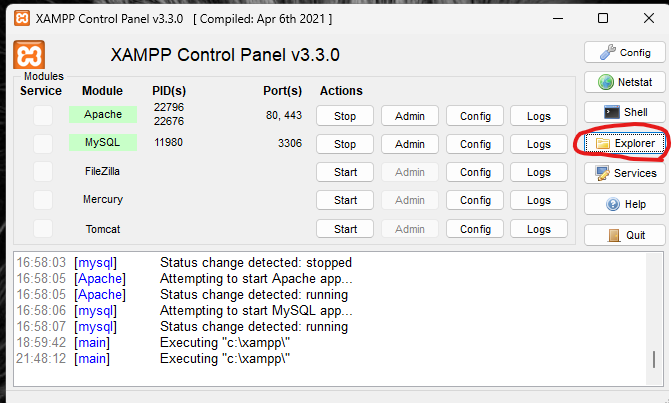 XAMPP Control Panel v3.3.0 [ Compiled: Apr 6th 2021 ]
XAMPP Control Panel v3.3.0
Config
Netstat
Shell
Explorer
Services
Help
Quit
Modules
Service Module PID(s) Port(s) Actions
Apache 22796 22676 80, 443 Stop Admin Config Logs
MySQL 11980 3306 Stop Admin Config Logs
FileZilla Start Admin Config Logs
Mercury Start Admin Config Logs
Tomcat Start Admin Config Logs
16:58:03 [mysql] Status change detected: stopped
16:58:05 [Apache] Attempting to start Apache app...
16:58:05 [Apache] Status change detected: running
16:58:06 [mysql] Attempting to start MySQL app...
16:58:07 [mysql] Status change detected: running
18:59:42 [main] Executing "c:\xampp\"
21:48:12 [main] Executing "c:\xampp\"